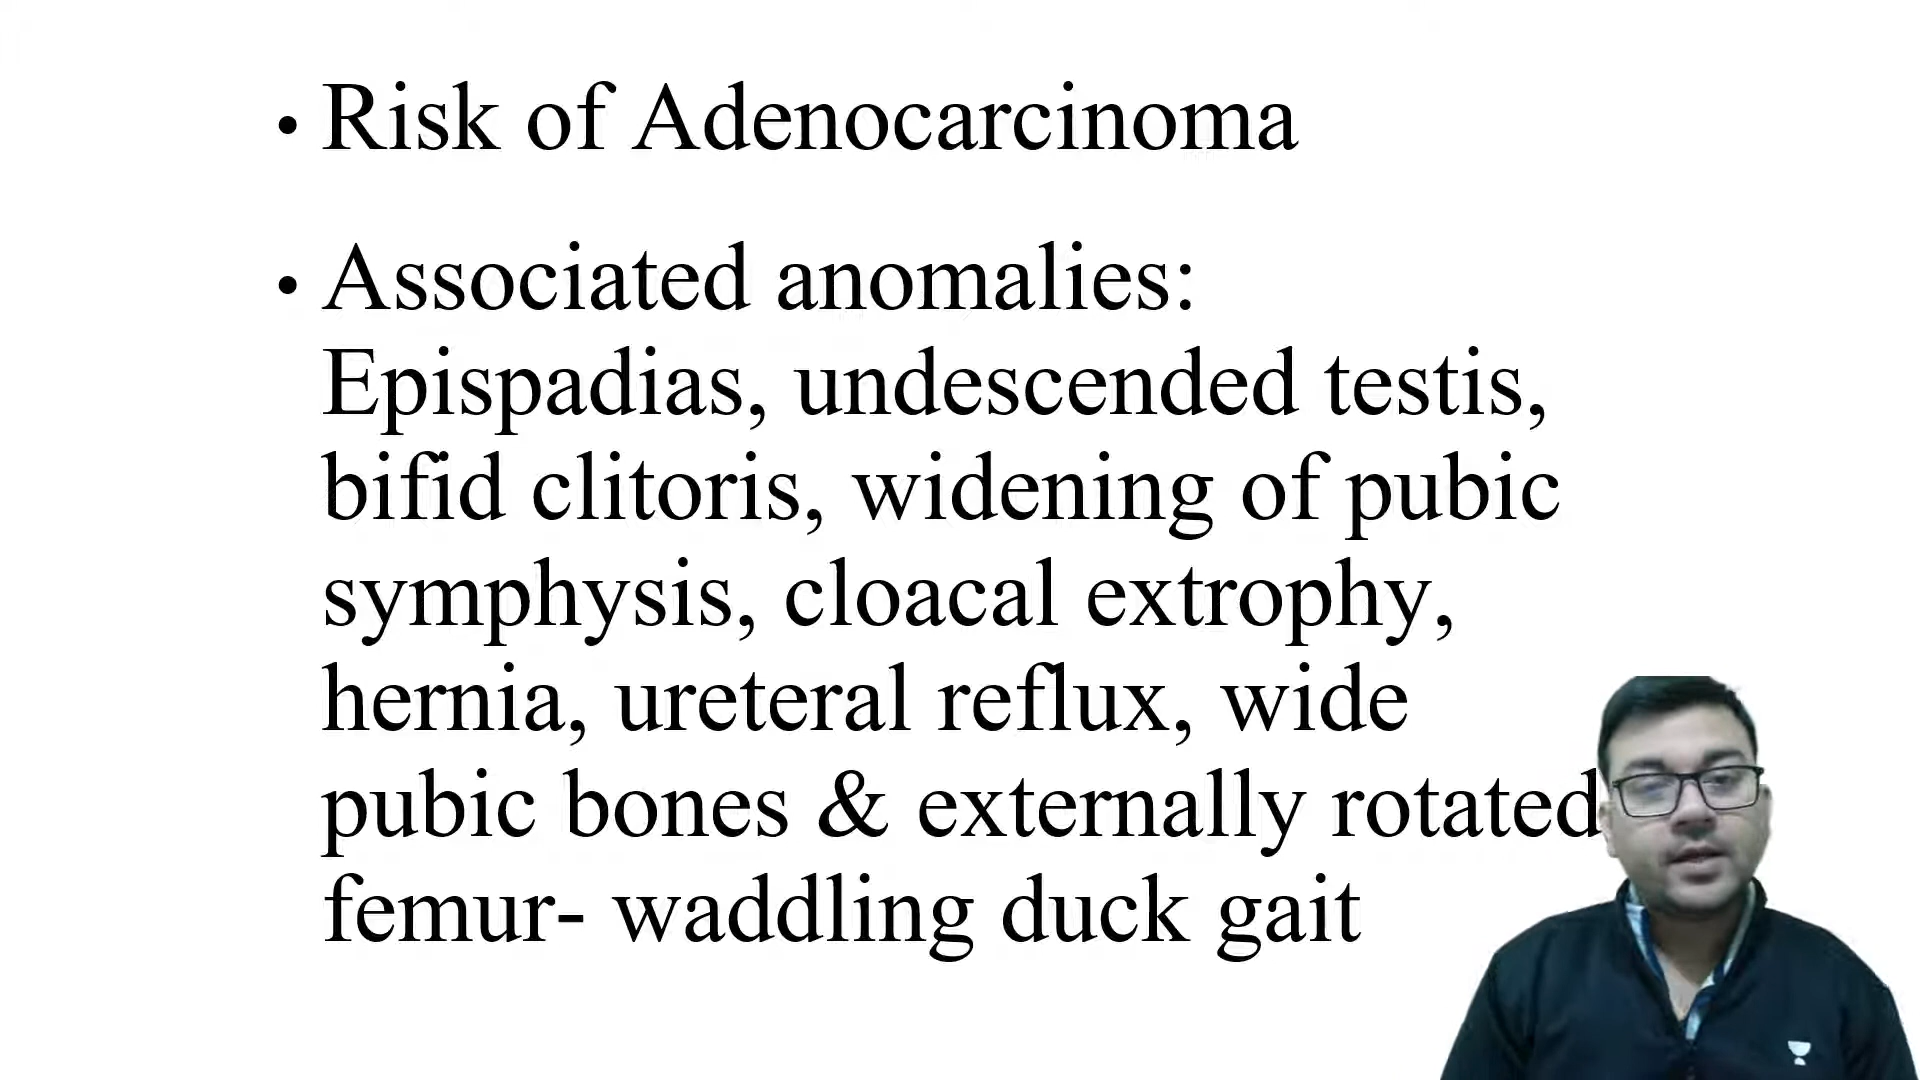 • Risk of Adenocarcinoma
• Associated anomalies:
Epispadias, undescended testis,
bifid clitoris, widening of pubic
symphysis, cloacal extrophy,
hernia, ureteral reflux, wide
pubic bones & externally rotated
femur- waddling duck gait